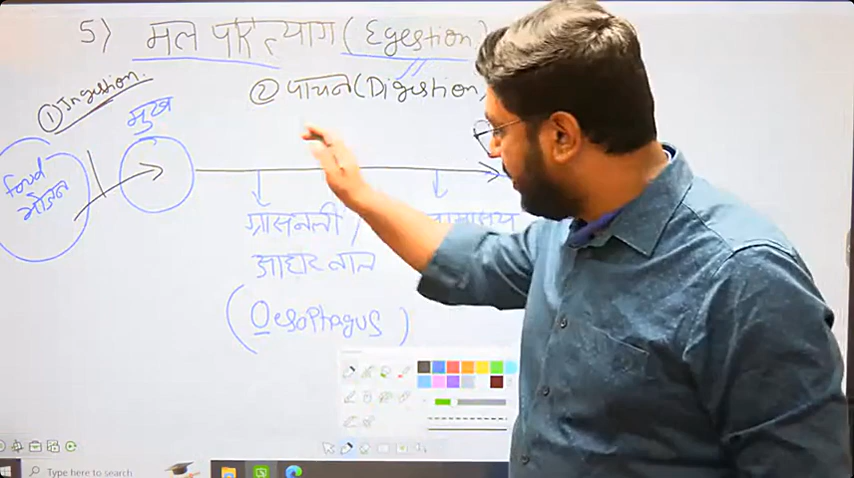 5) मल परित्याग (Egestion)
② पाचन (Digestion)
① Ingestion.
मुख
food
भोजन
ग्रासनली /
आहार नाल
(Oesophagus)
Type here to search